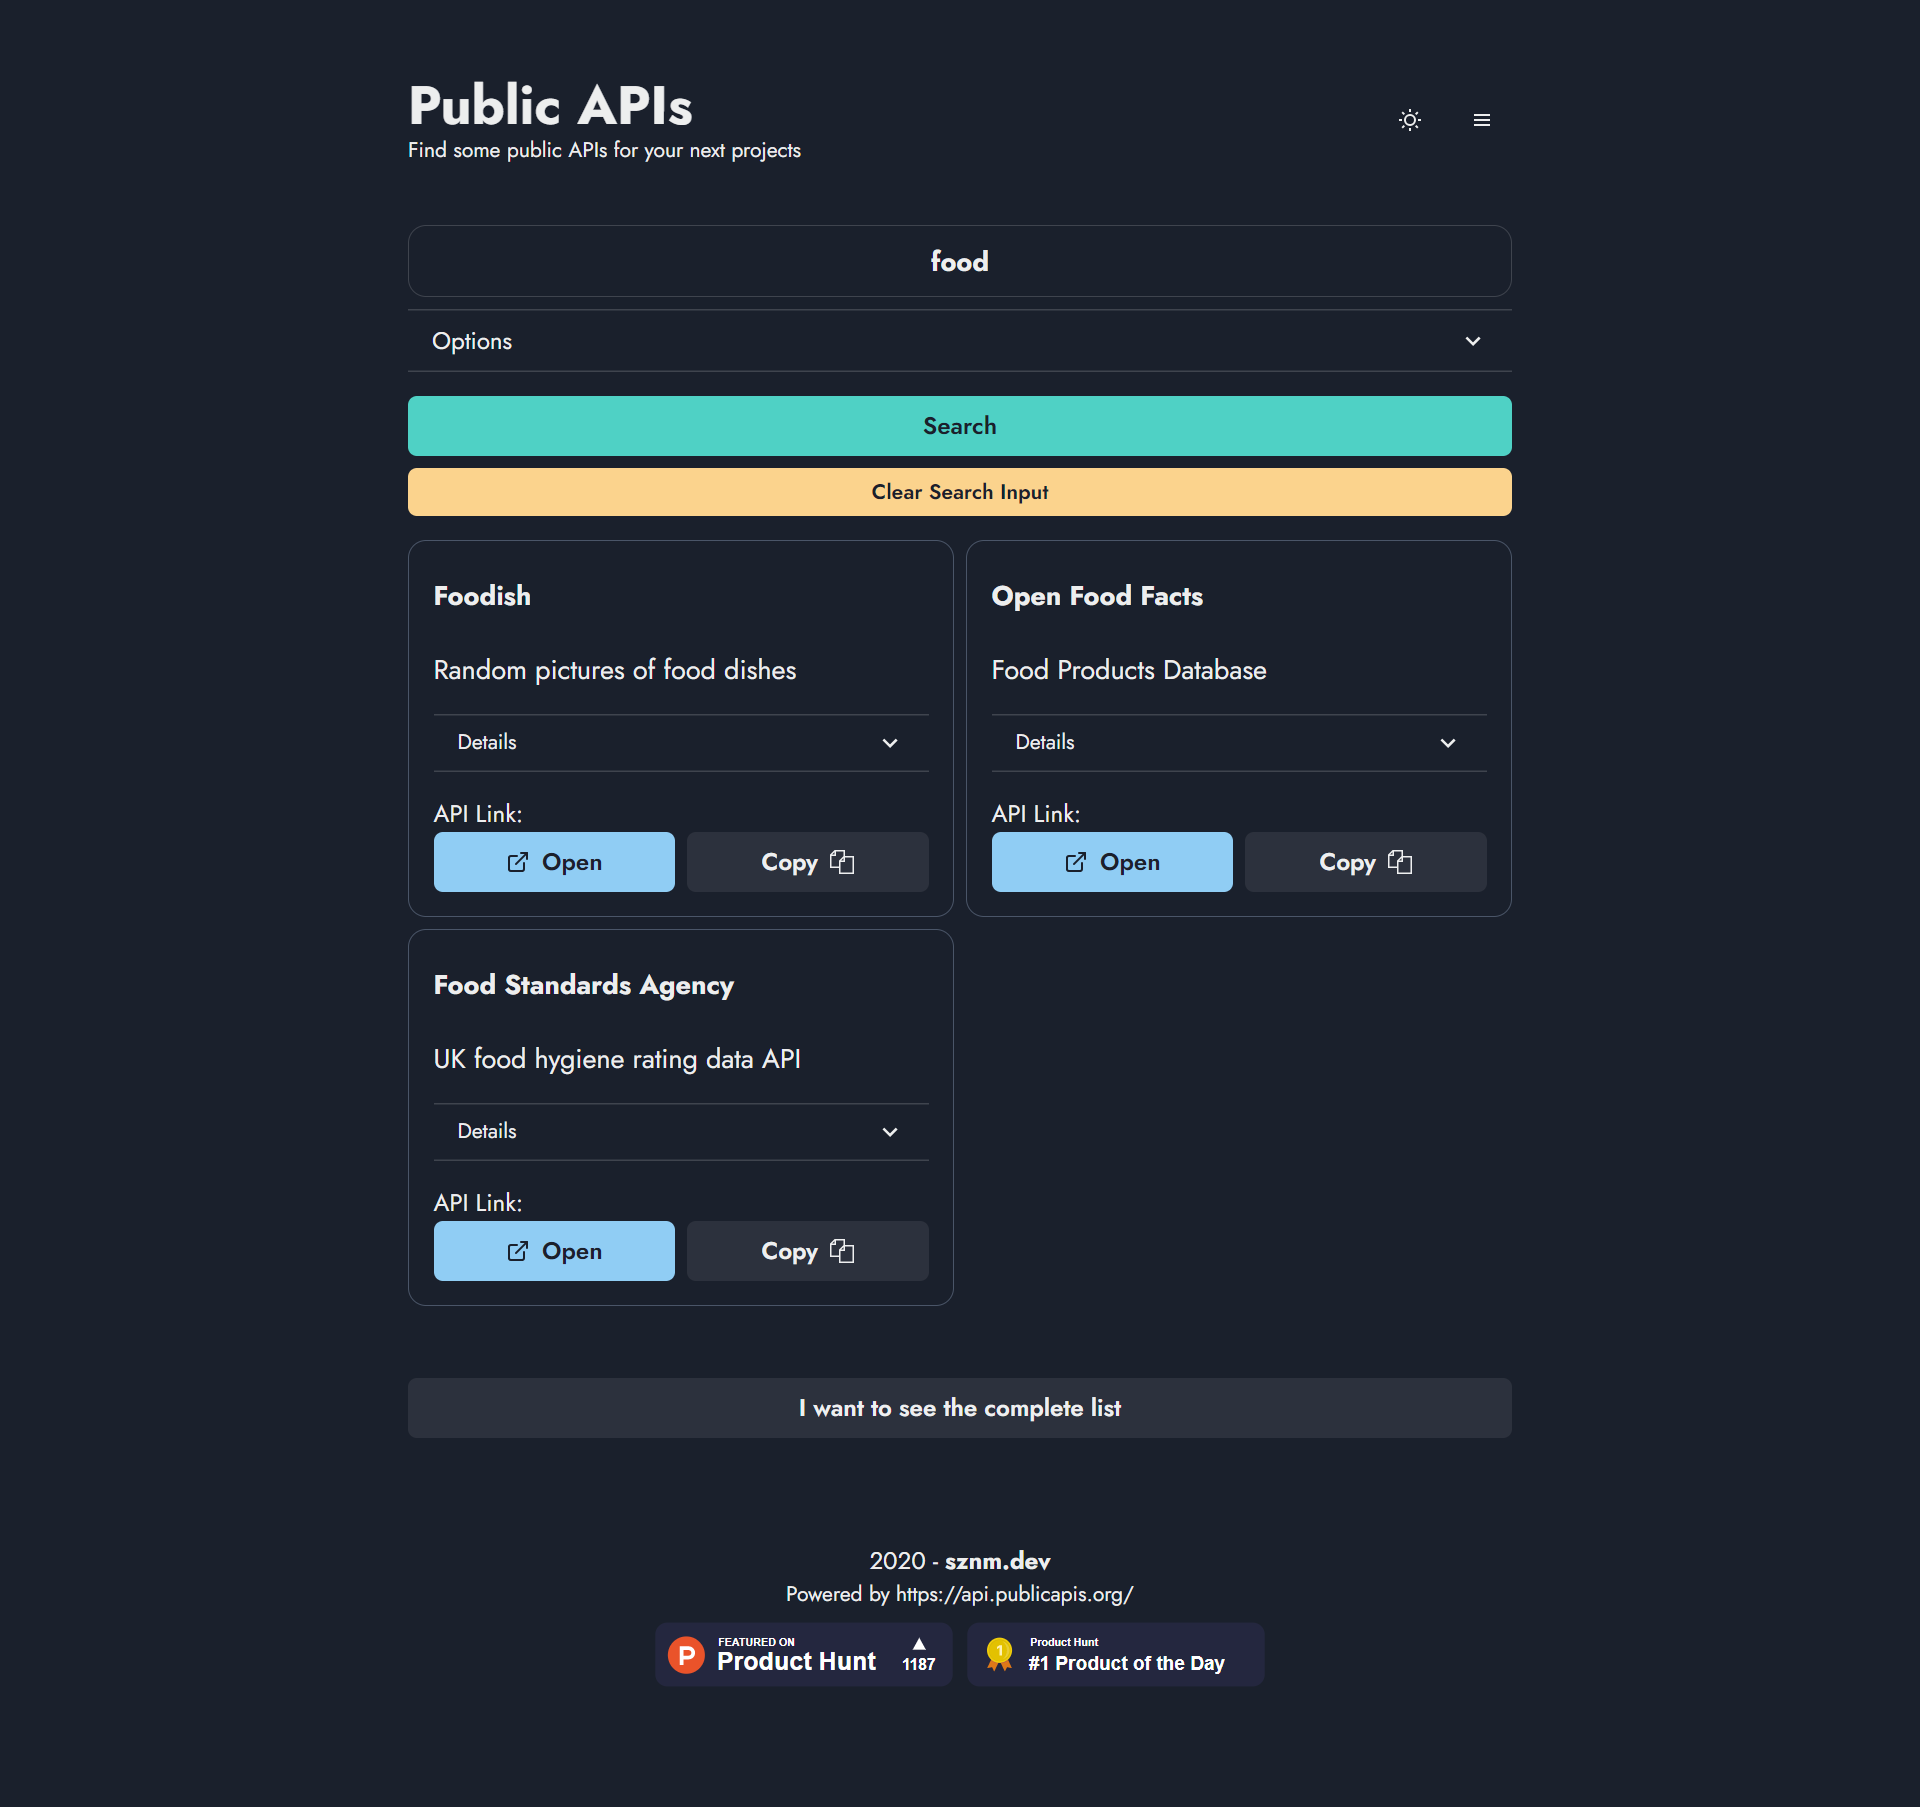 Public APIs
Find some public APIs for your next projects
food
Options
Search
Clear Search Input
Foodish
Random pictures of food dishes
Details
API Link:
Open
Copy
Open Food Facts
Food Products Database
Details
API Link:
Open
Copy
Food Standards Agency
UK food hygiene rating data API
Details
API Link:
Open
Copy
I want to see the complete list
2020 - sznm.dev
Powered by https://api.publicapis.org/
P
FEATURED ON
Product Hunt
1187
1
Product Hunt
#1 Product of the Day